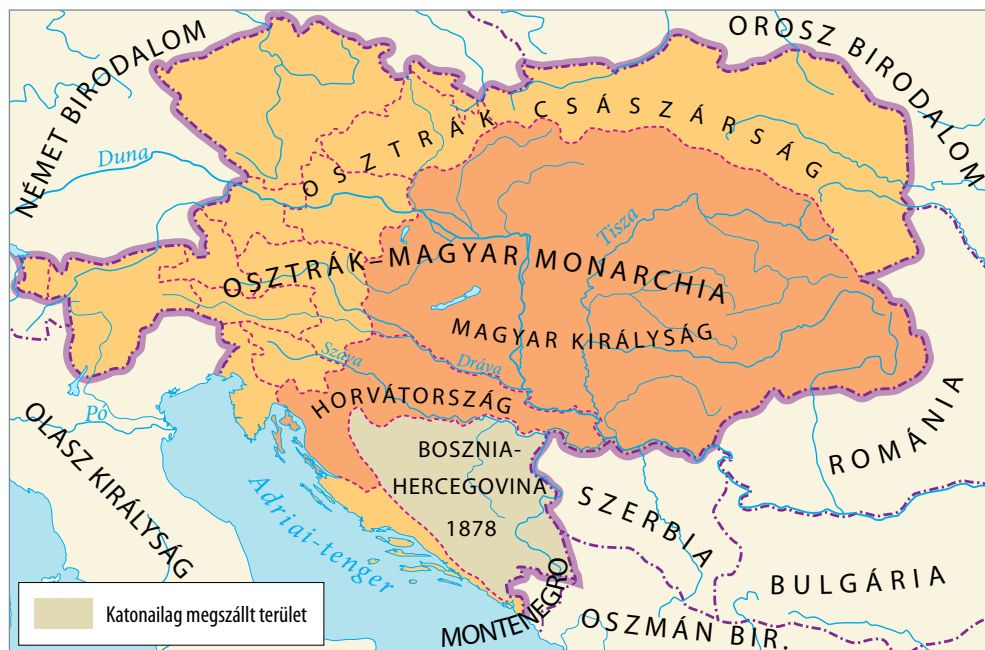 NÉMET BIRODALOM
OROSZ BIRODALOM
OSZTRÁK CSÁSZÁRSÁG
Duna
Tisza
OSZTRÁK–MAGYAR MONARCHIA
MAGYAR KIRÁLYSÁG
Száva
Dráva
HORVÁTORSZÁG
Pó
OLASZ KIRÁLYSÁG
Adriai-tenger
BOSZNIA-
HERCEGOVINA
1878
ROMÁNIA
SZERBIA
BULGÁRIA
MONTENEGRO
OSZMÁN BIR.
Katonailag megszállt terület